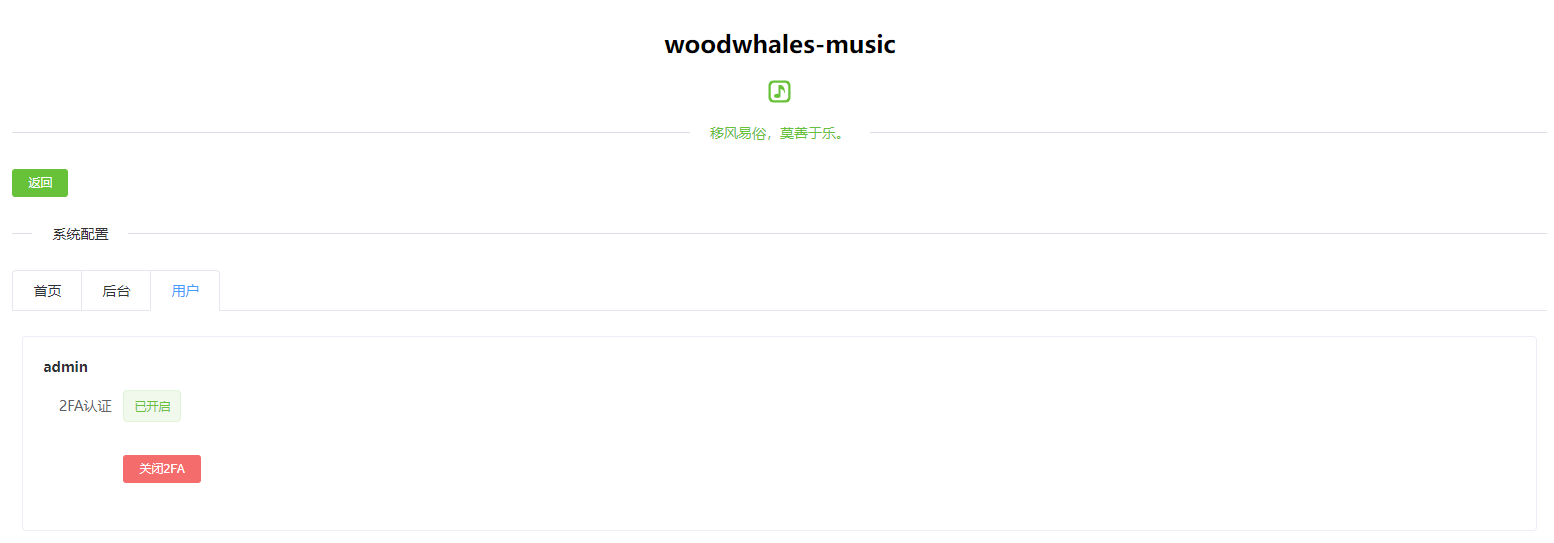 woodwhales-music
移风易俗，莫善于乐。
返回
系统配置
首页 后台 用户
admin
2FA认证 已开启
关闭2FA